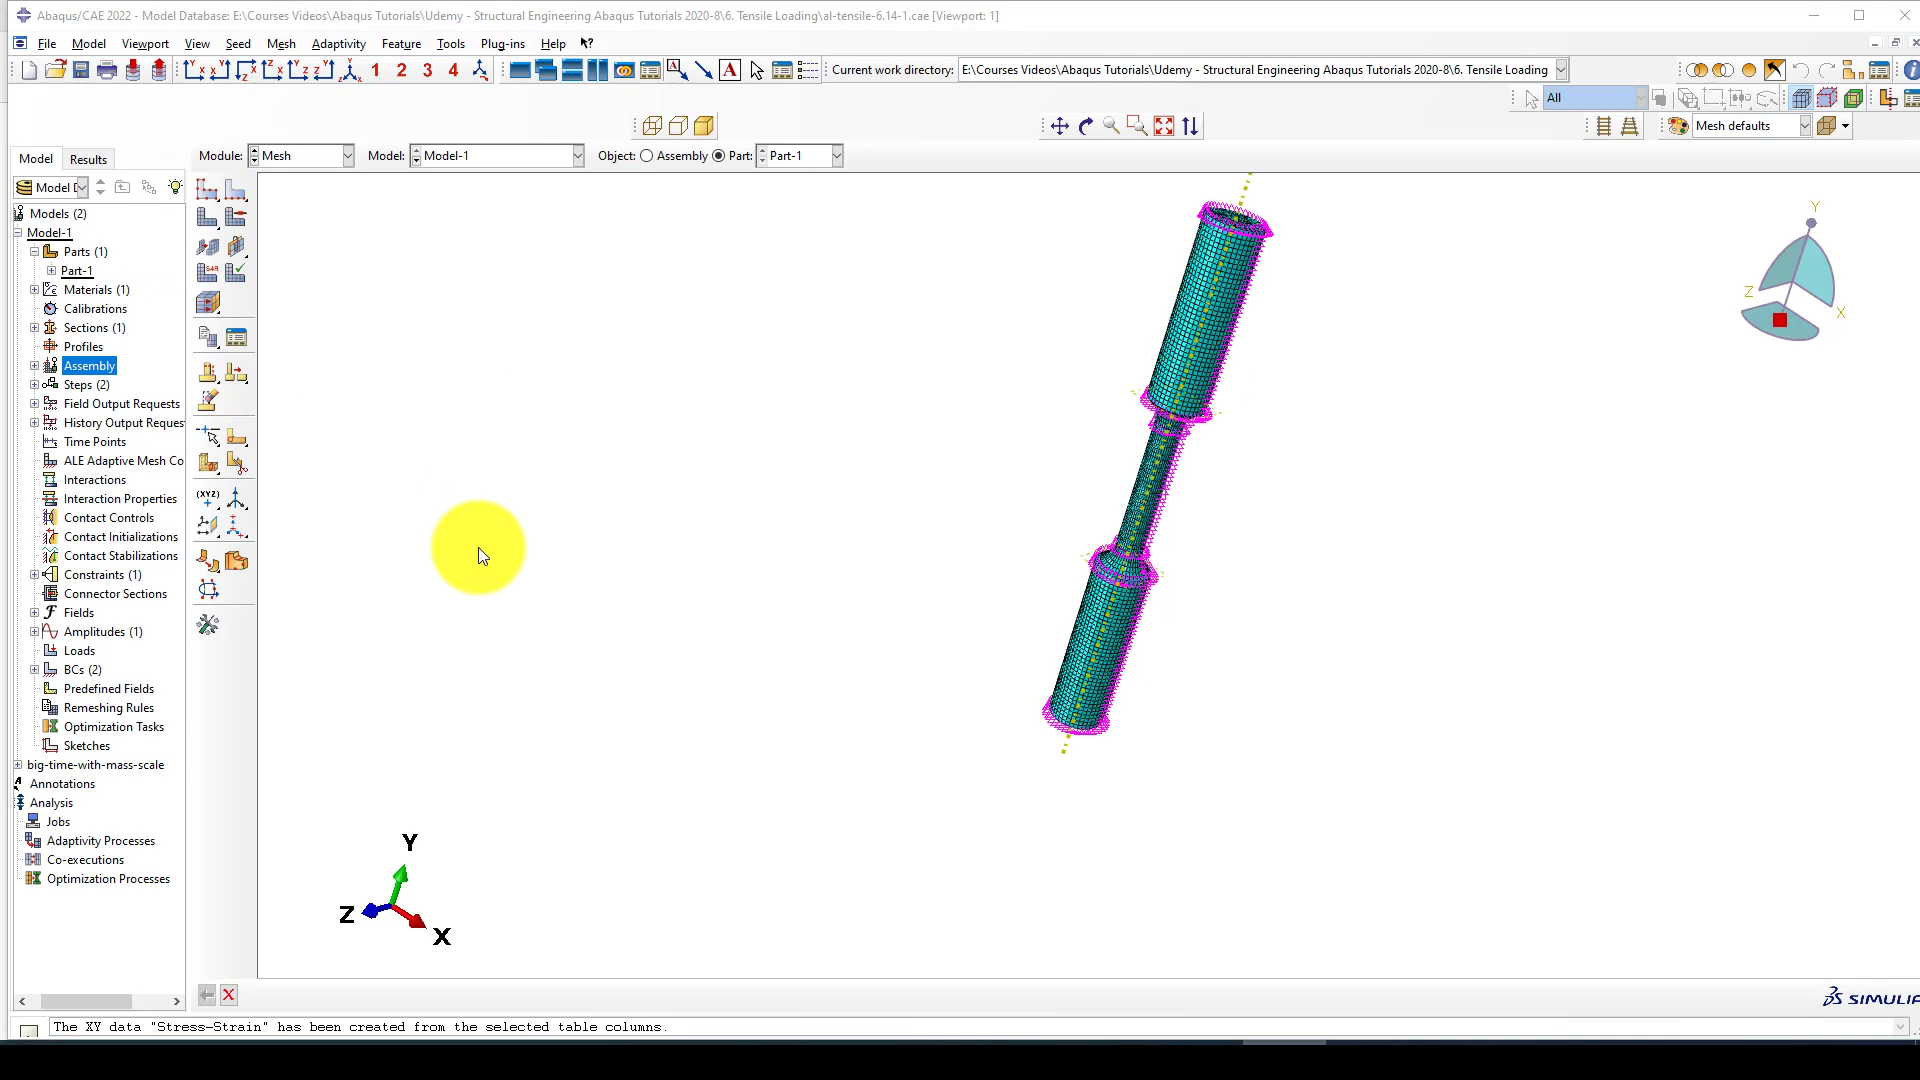 Abaqus/CAE 2022 - Model Database: E:\Courses Videos\Abaqus Tutorials\Udemy - Structural Engineering Abaqus Tutorials 2020-8\6. Tensile Loading\al-tensile-6.14-1.cae [Viewport: 1]
File Model Viewport View Seed Mesh Adaptivity Feature Tools Plug-ins Help
1 2 3 4 A Current work directory: E:\Courses Videos\Abaqus Tutorials\Udemy - Structural Engineering Abaqus Tutorials 2020-8\6. Tensile Loading
All
Mesh defaults
Model Results Module: Mesh Model: Model-1 Object: Assembly Part: Part-1
Model D
Models (2)
Model-1
Parts (1)
Part-1
Materials (1)
Calibrations
Sections (1)
Profiles
Assembly
Steps (2)
Field Output Requests
History Output Reques
Time Points
ALE Adaptive Mesh Co
Interactions
Interaction Properties
Contact Controls
Contact Initializations
Contact Stabilizations
Constraints (1)
Connector Sections
Fields
Amplitudes (1)
Loads
BCs (2)
Predefined Fields
Remeshing Rules
Optimization Tasks
Sketches
big-time-with-mass-scale
Annotations
Analysis
Jobs
Adaptivity Processes
Co-executions
Optimization Processes
S4R
(XYZ)
Y
Z
X
Y
Z
X
SIMULI
The XY data "Stress-Strain" has been created from the selected table columns.